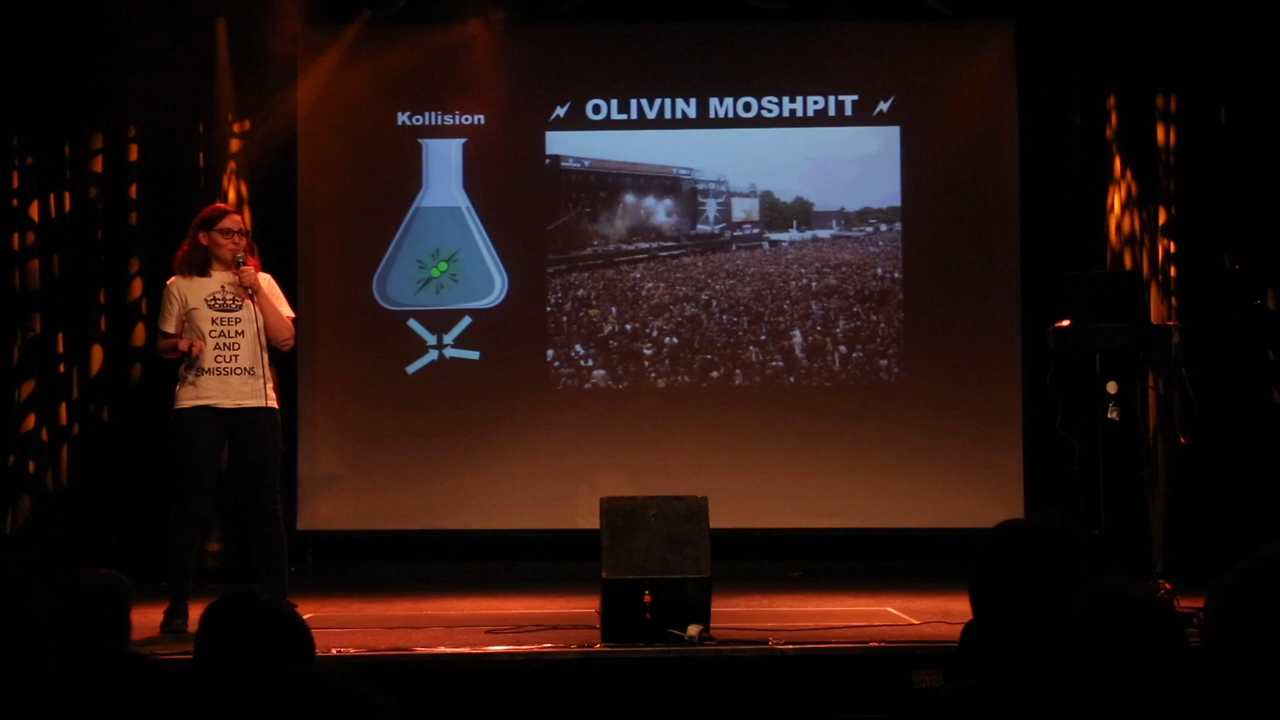 Kollision
OLIVIN MOSHPIT
KEEP
CALM
AND
CUT
EMISSIONS